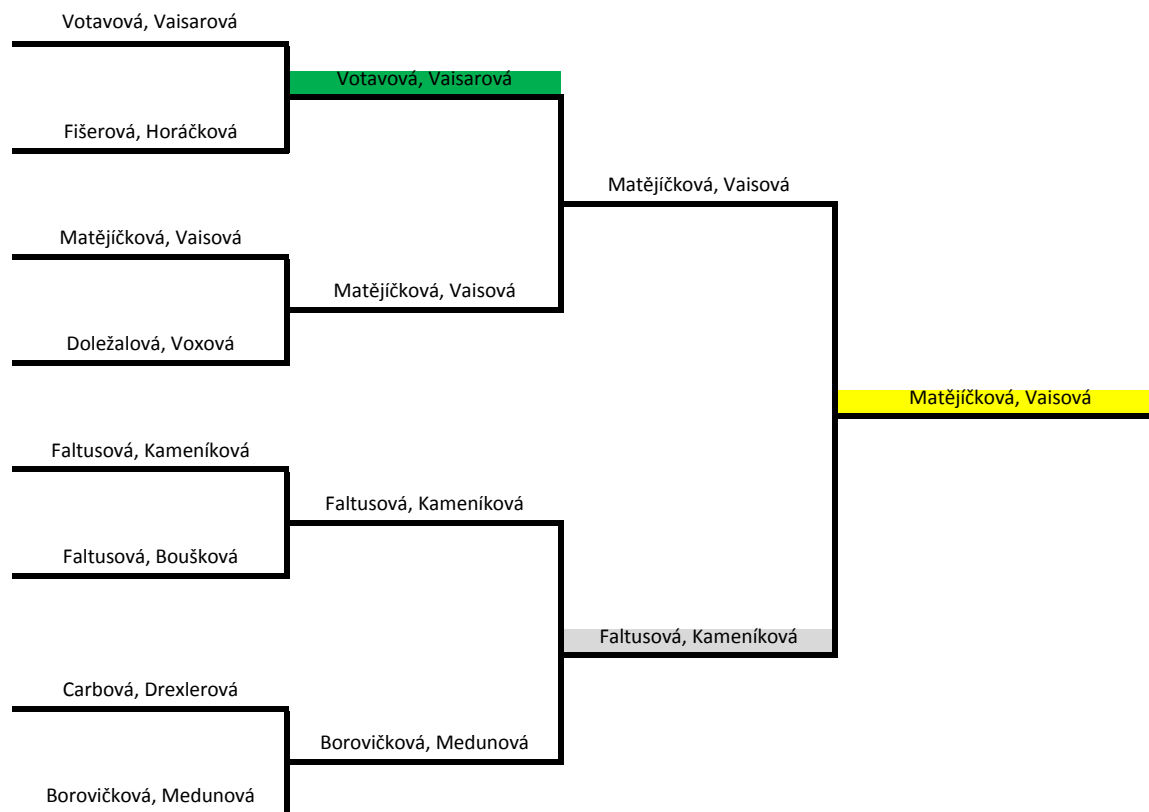 Votavová, Vaisarová
Votavová, Vaisarová
Fišerová, Horáčková
Matějíčková, Vaisová
Matějíčková, Vaisová
Matějíčková, Vaisová
Doležalová, Voxová
Matějíčková, Vaisová
Faltusová, Kameníková
Faltusová, Kameníková
Faltusová, Boušková
Faltusová, Kameníková
Carbová, Drexlerová
Borovičková, Medunová
Borovičková, Medunová